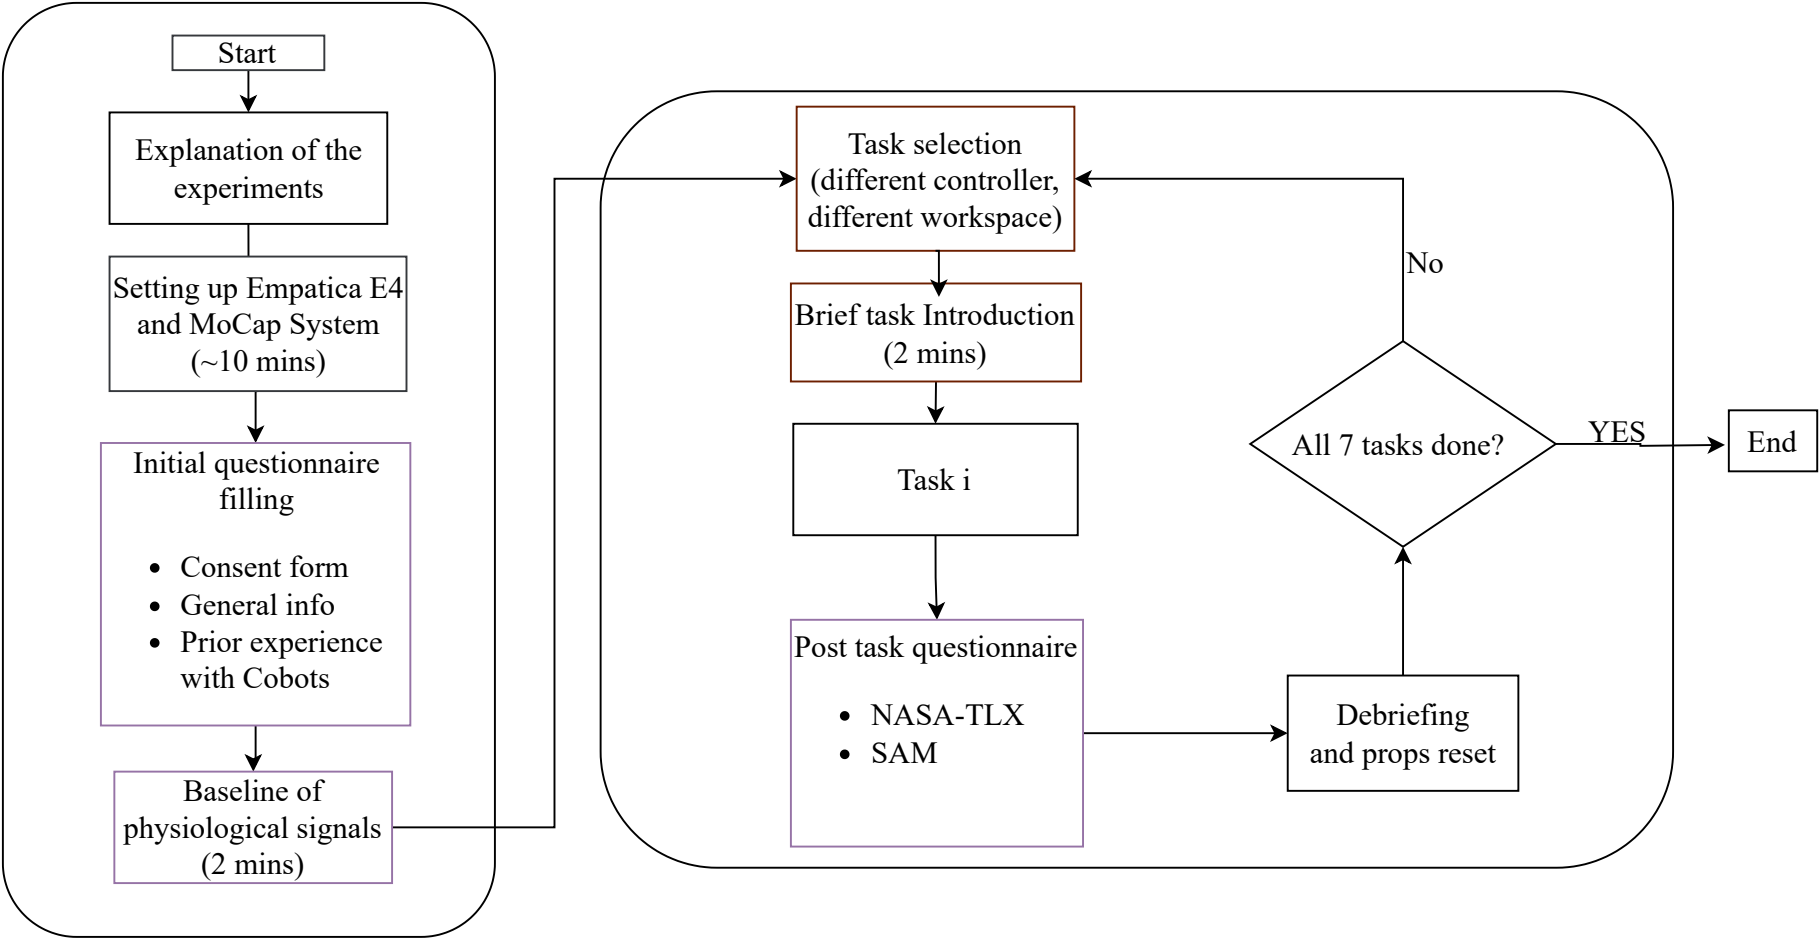 Start
Explanation of the
experiments
Setting up Empatica E4
and MoCap System
(~10 mins)
Initial questionnaire
filling
• Consent form
• General info
• Prior experience
with Cobots
Baseline of
physiological signals
(2 mins)
Task selection
(different controller,
different workspace)
Brief task Introduction
(2 mins)
Task i
Post task questionnaire
• NASA-TLX
• SAM
Debriefing
and props reset
All 7 tasks done?
No
YES
End